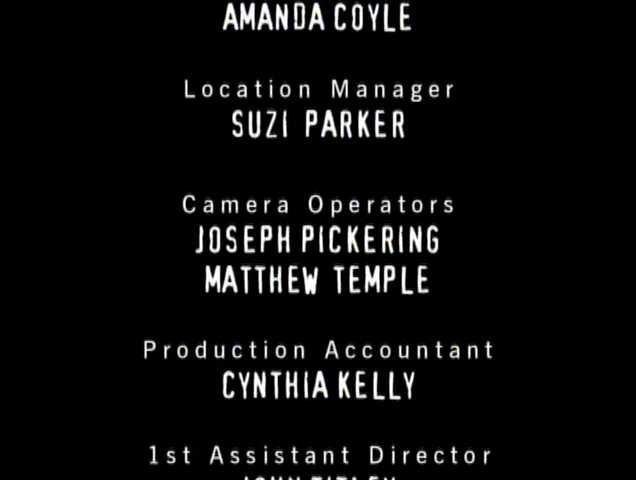 AMANDA COYLE
Location Manager
SUZI PARKER
Camera Operators
JOSEPH PICKERING
MATTHEW TEMPLE
Production Accountant
CYNTHIA KELLY
1st Assistant Director
JOHN